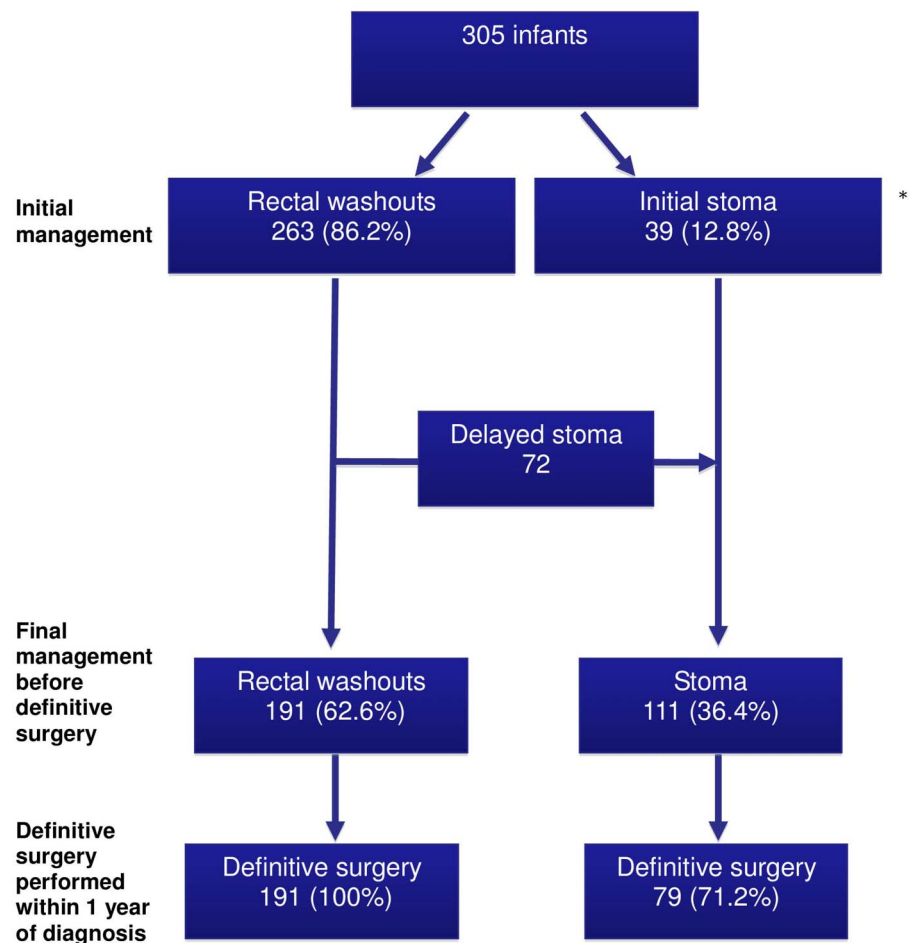 305 infants
Initial
management
Rectal washouts
263 (86.2%)
Initial stoma
39 (12.8%)
*
Delayed stoma
72
Final
management
before
definitive
surgery
Rectal washouts
191 (62.6%)
Stoma
111 (36.4%)
Definitive
surgery
performed
within 1 year
of diagnosis
Definitive surgery
191 (100%)
Definitive surgery
79 (71.2%)